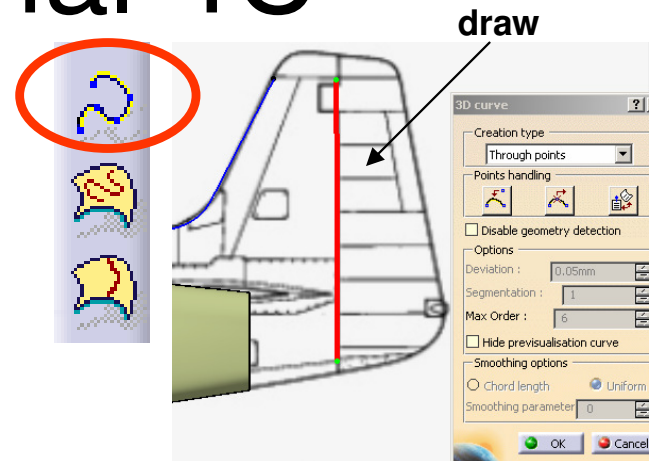 draw
3D curve ?
Creation type
Through points
Points handling
Disable geometry detection
Options
Deviation : 0.05mm
Segmentation : 1
Max Order : 6
Hide previsualisation curve
Smoothing options
Chord length Uniform
Smoothing parameter 0
OK Cancel